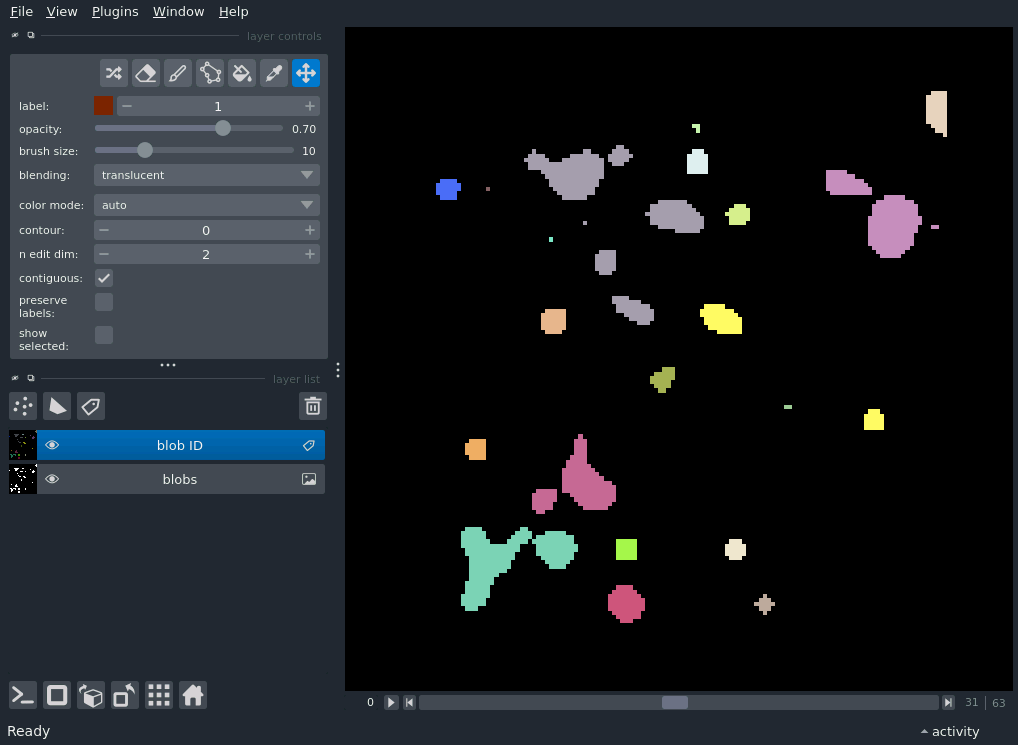 File View Plugins Window Help
layer controls
label: 1
opacity: 0.70
brush size: 10
blending: translucent
color mode: auto
contour: 0
n edit dim: 2
contiguous:
preserve
labels:
show
selected:
layer list
blob ID
blobs
0 31 | 63
Ready activity